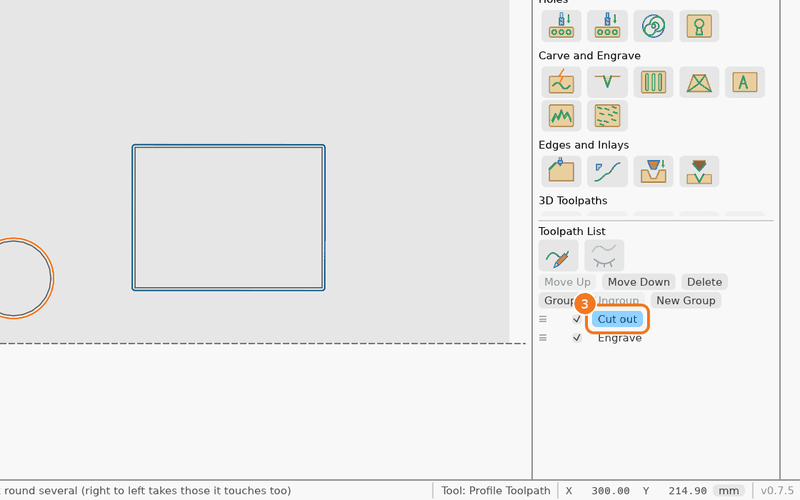 Holes
Carve and Engrave
A
Edges and Inlays
3D Toolpaths
Toolpath List
Move Up Move Down Delete
Group Ungroup New Group
3
Cut out
Engrave
round several (right to left takes those it touches too) Tool: Profile Toolpath X 300.00 Y 214.90 mm v0.7.5